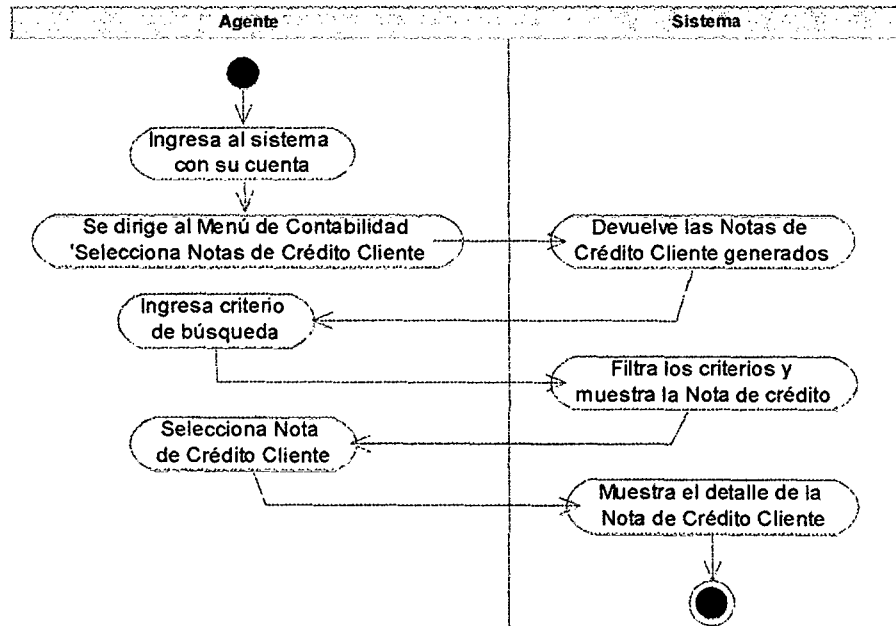 Agente
Sistema
Ingresa al sistema
con su cuenta
Se dirige al Menú de Contabilidad
'Selecciona Notas de Crédito Cliente
Devuelve las Notas de
Crédito Cliente generados
Ingresa criterio
de búsqueda
Filtra los criterios y
muestra la Nota de crédito
Selecciona Nota
de Crédito Cliente
Muestra el detalle de la
Nota de Crédito Cliente